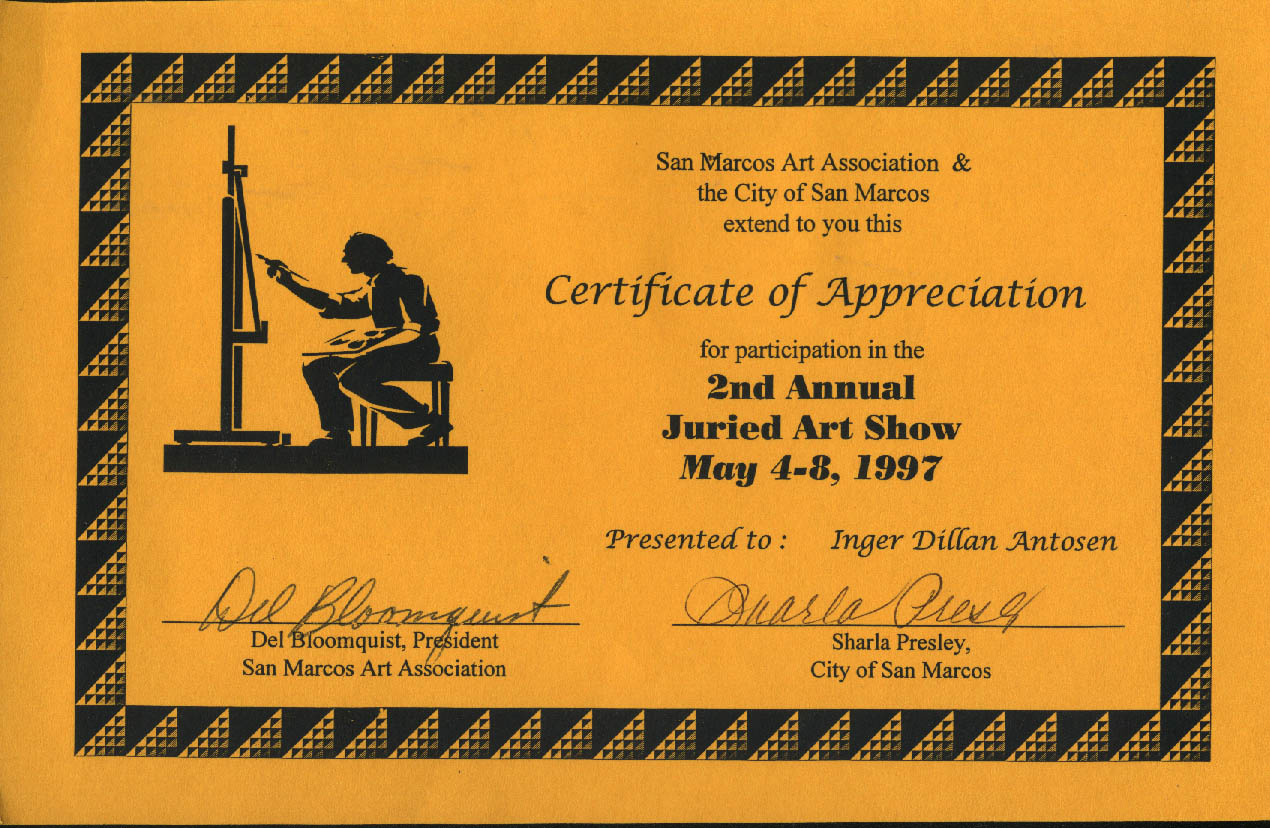 San Marcos Art Association &
the City of San Marcos
extend to you this
Certificate of Appreciation
for participation in the
2nd Annual
Juried Art Show
May 4-8, 1997
Presented to : Inger Dillan Antosen
Del Bloomquist
Del Bloomquist, President
San Marcos Art Association
Sharla Presley
Sharla Presley,
City of San Marcos